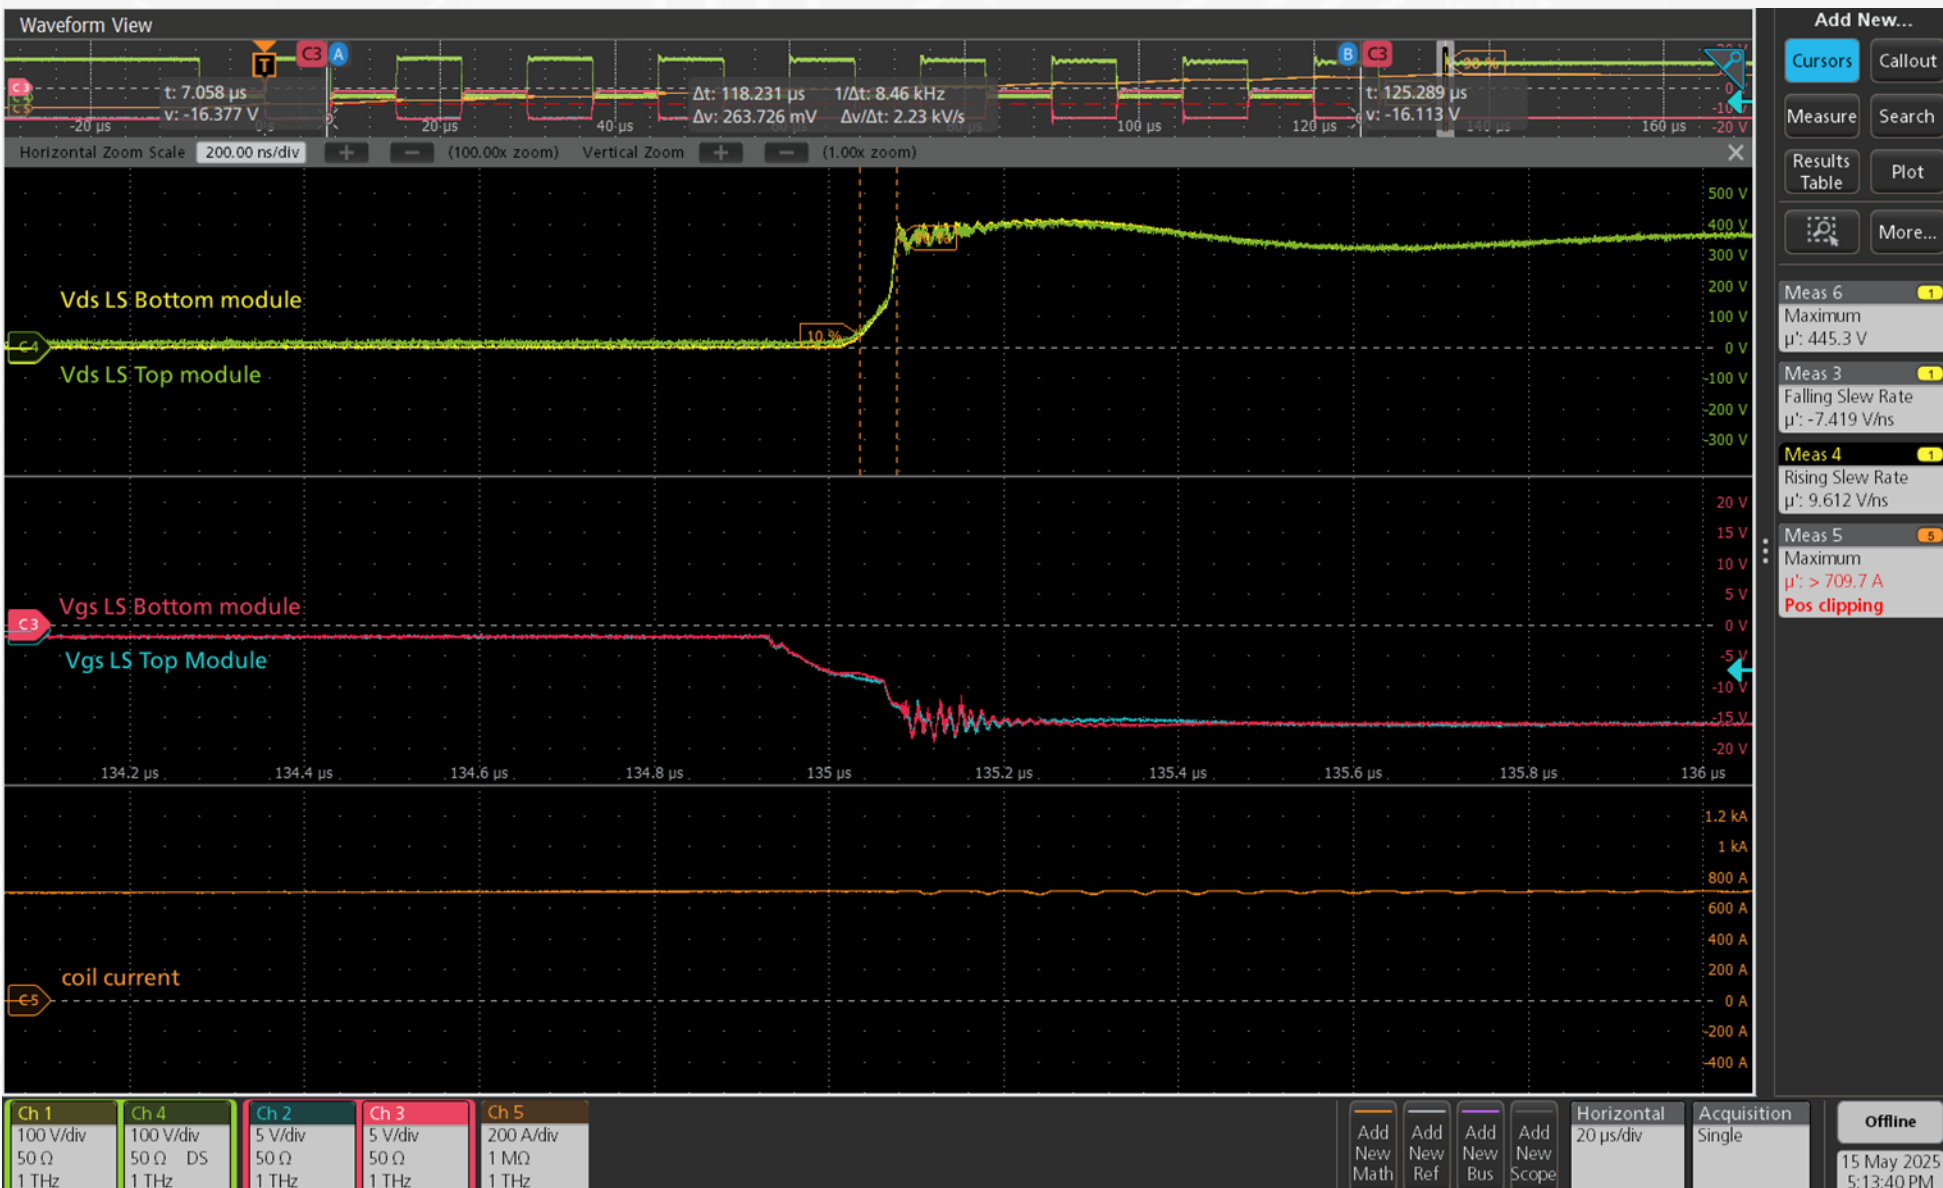 Waveform View
Add New...
Cursors
Callout
Measure
Search
Results Table
Plot
More...
T
C3
A
B
C3
C3
t: 7.058 µs
v: -16.377 V
Δt: 118.231 µs
1/Δt: 8.46 kHz
Δv: 263.726 mV
Δv/Δt: 2.23 kV/s
t: 125.289 µs
v: -16.113 V
-20 µs
20 µs
40 µs
100 µs
120 µs
160 µs
-20 V
Horizontal Zoom Scale
200.00 ns/div
+
−
(100.00x zoom)
Vertical Zoom
+
−
(1.00x zoom)
500 V
400 V
300 V
200 V
100 V
0 V
-100 V
-200 V
-300 V
Vds LS Bottom module
C4
10 %
Vds LS Top module
20 V
15 V
10 V
5 V
0 V
-5 V
-10 V
-15 V
-20 V
Vgs LS Bottom module
C3
Vgs LS Top Module
134.2 µs
134.4 µs
134.6 µs
134.8 µs
135 µs
135.2 µs
135.4 µs
135.6 µs
135.8 µs
136 µs
1.2 kA
1 kA
800 A
600 A
400 A
200 A
0 A
-200 A
-400 A
coil current
C5
Meas 6
1
Maximum
µ': 445.3 V
Meas 3
1
Falling Slew Rate
µ': -7.419 V/ns
Meas 4
1
Rising Slew Rate
µ': 9.612 V/ns
Meas 5
5
Maximum
µ': > 709.7 A
Pos clipping
Ch 1
100 V/div
50 Ω
1 THz
Ch 4
100 V/div
50 Ω DS
1 THz
Ch 2
5 V/div
50 Ω
1 THz
Ch 3
5 V/div
50 Ω
1 THz
Ch 5
200 A/div
1 MΩ
1 THz
Add New Math
Add New Ref
Add New Bus
Add New Scope
Horizontal
20 µs/div
Acquisition
Single
Offline
15 May 2025
5:13:40 PM